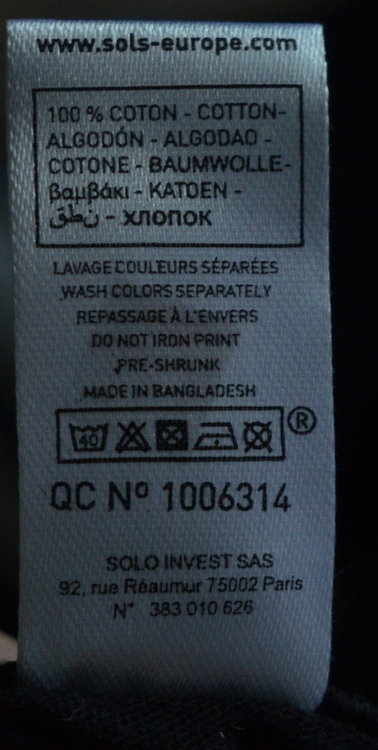 www.sols-europe.com
100 % COTON - COTTON-
ALGODÓN - ALGODAO -
COTONE - BAUMWOLLE-
βαμβάκι - KATOEN -
نطق - хлопок
LAVAGE COULEURS SÉPARÉES
WASH COLORS SEPARATELY
REPASSAGE À L'ENVERS
DO NOT IRON PRINT
PRE-SHRUNK
MADE IN BANGLADESH
40
®
QC Nº 1006314
SOLO INVEST SAS
92, rue Réaumur 75002 Paris
N° 383 010 626